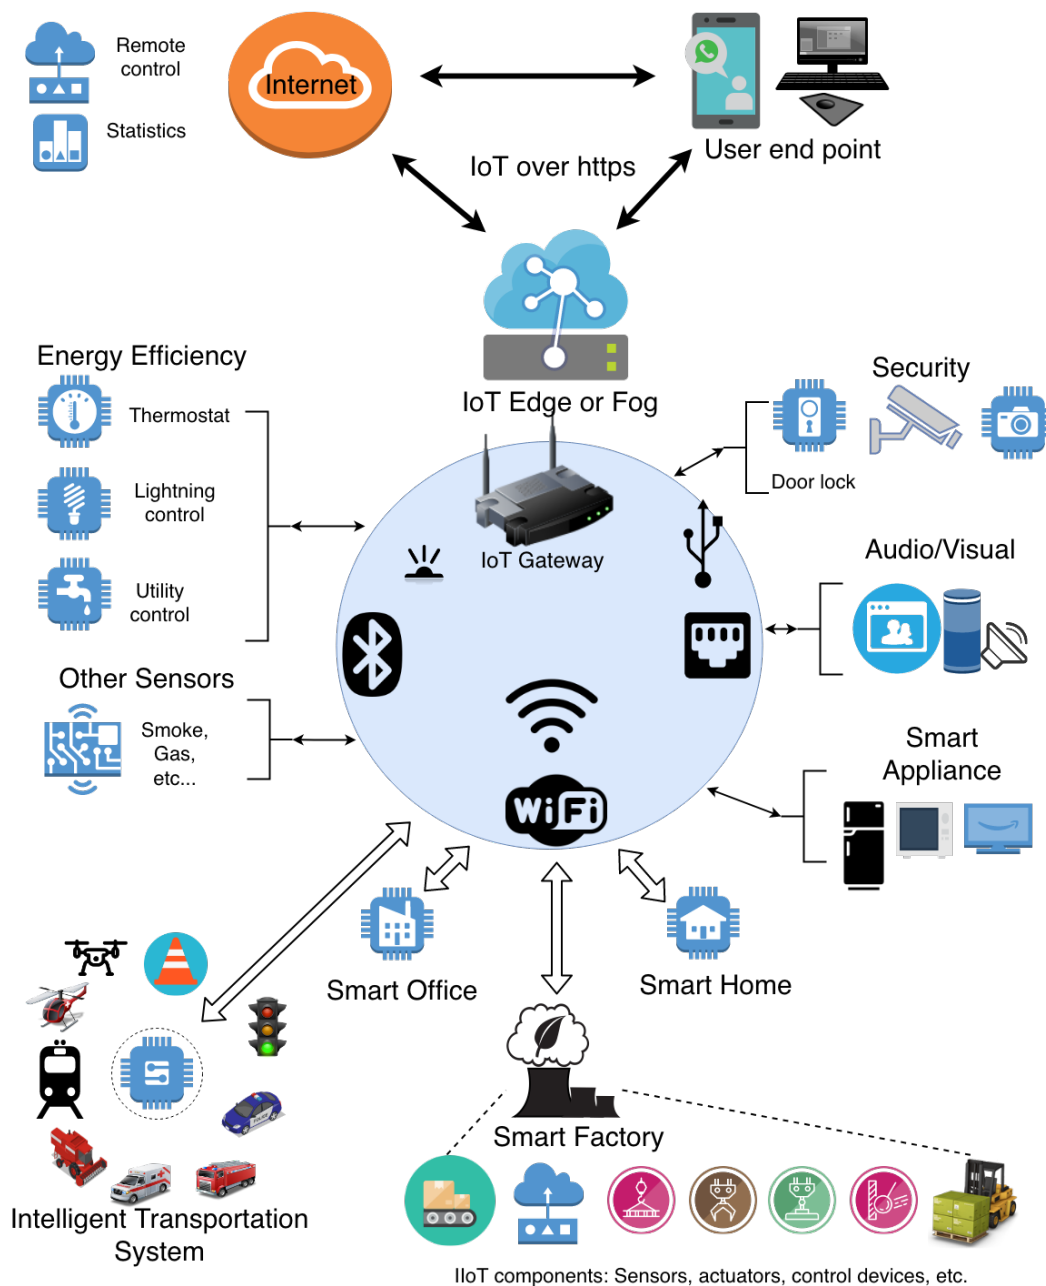 Remote
control
Internet
Statistics
User end point
IoT over https
Energy Efficiency
Thermostat
Lightning
control
Utility
control
IoT Edge or Fog
IoT Gateway
Security
Door lock
Audio/Visual
Other Sensors
Smoke,
Gas,
etc...
WiFi
Smart
Appliance
Smart Office
Smart Home
POLICE
Intelligent Transportation
System
Smart Factory
IIoT components: Sensors, actuators, control devices, etc.